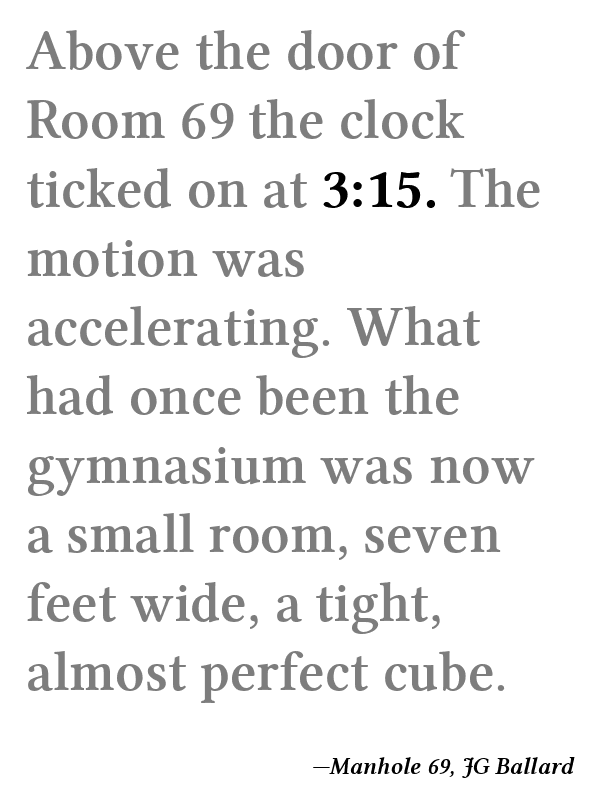 Above the door of
Room 69 the clock
ticked on at 3:15. The
motion was
accelerating. What
had once been the
gymnasium was now
a small room, seven
feet wide, a tight,
almost perfect cube.
—Manhole 69, JG Ballard